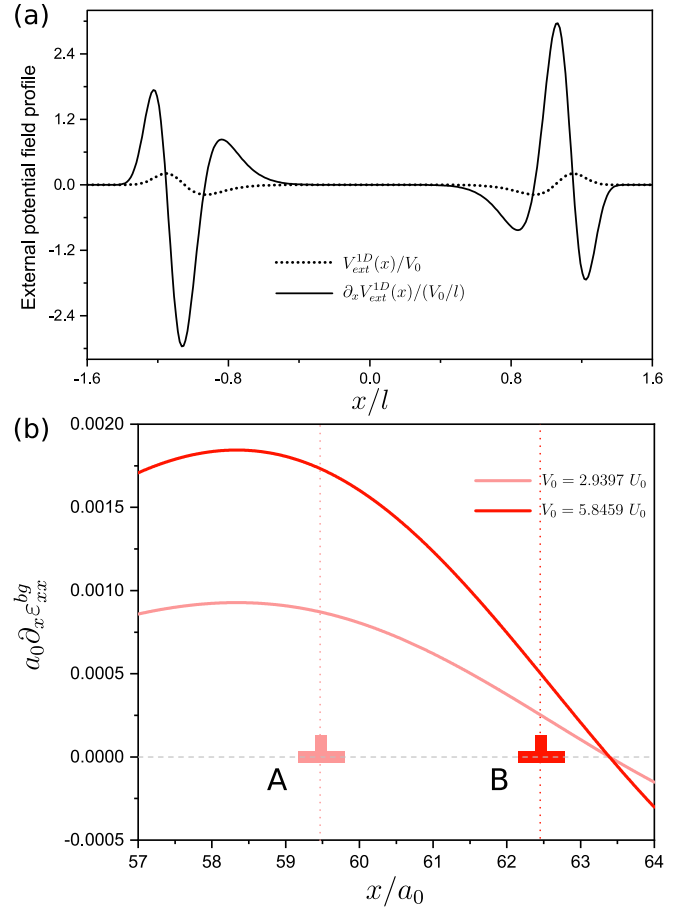 (a)
External potential field profile
2.4
1.2
0.0
-1.2
-2.4
V_{ext}^{1D}(x)/V_0
∂_x V_{ext}^{1D}(x)/(V_0/l)
-1.6 -0.8 0.0 0.8 1.6
x/l
(b)
a_0 ∂_x ε_{xx}^{bg}
0.0020
0.0015
0.0010
0.0005
0.0000
-0.0005
V_0 = 2.9397 U_0
V_0 = 5.8459 U_0
A B
57 58 59 60 61 62 63 64
x/a_0